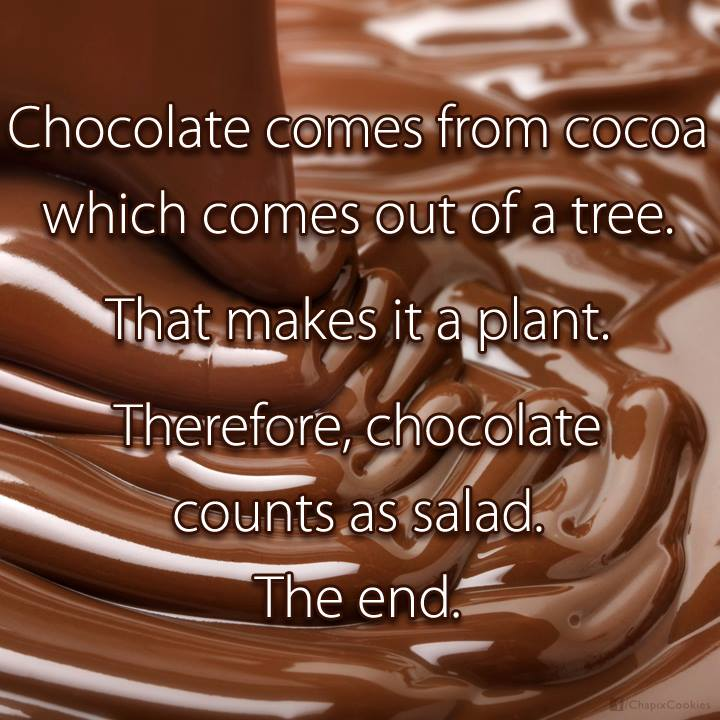 Chocolate comes from cocoa
which comes out of a tree.
That makes it a plant.
Therefore, chocolate
counts as salad.
The end.
f/ChapixCookies